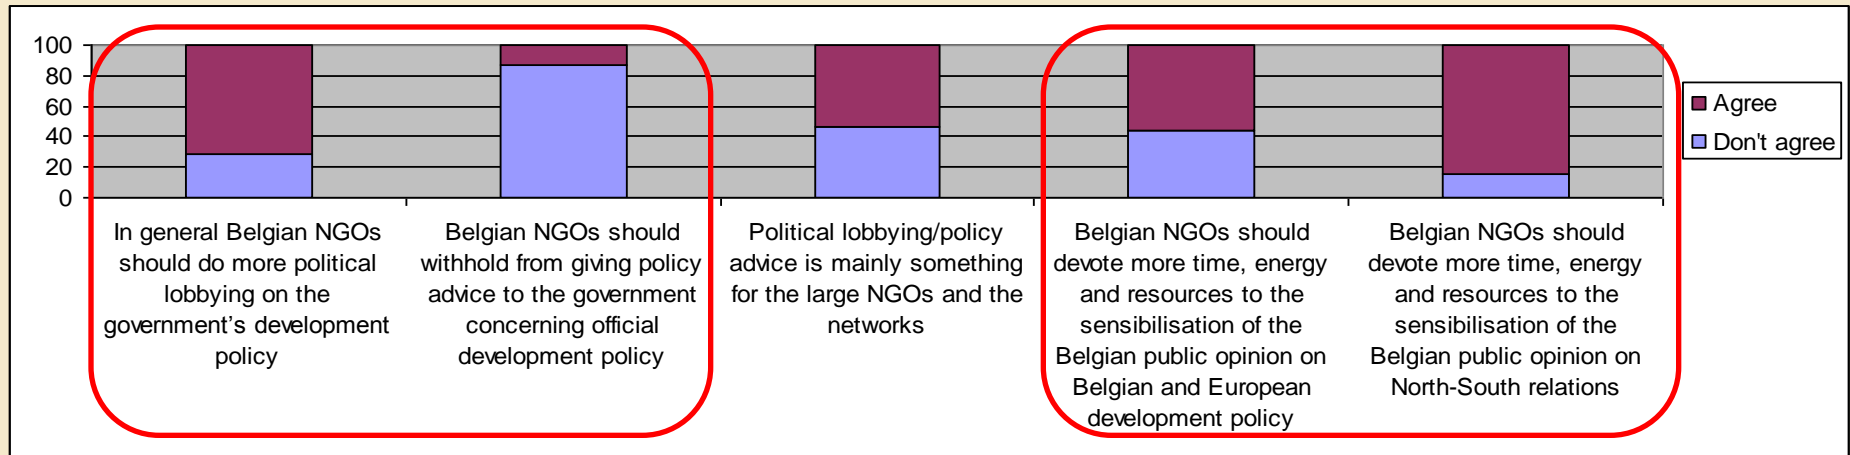 100
80
60
40
20
0
In general Belgian NGOs
should do more political
lobbying on the
government’s development
policy
Belgian NGOs should
withhold from giving policy
advice to the government
concerning official
development policy
Political lobbying/policy
advice is mainly something
for the large NGOs and the
networks
Belgian NGOs should
devote more time, energy
and resources to the
sensibilisation of the
Belgian public opinion on
Belgian and European
development policy
Belgian NGOs should
devote more time, energy
and resources to the
sensibilisation of the
Belgian public opinion on
North-South relations
Agree
Don't agree